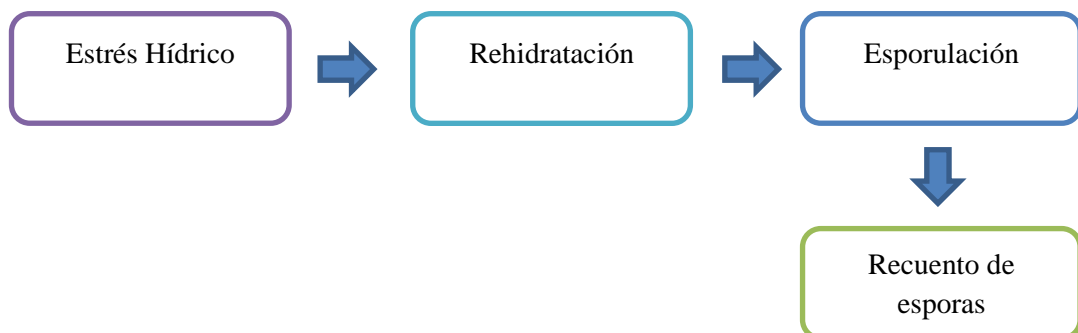 Estrés Hídrico
Rehidratación
Esporulación
Recuento de
esporas